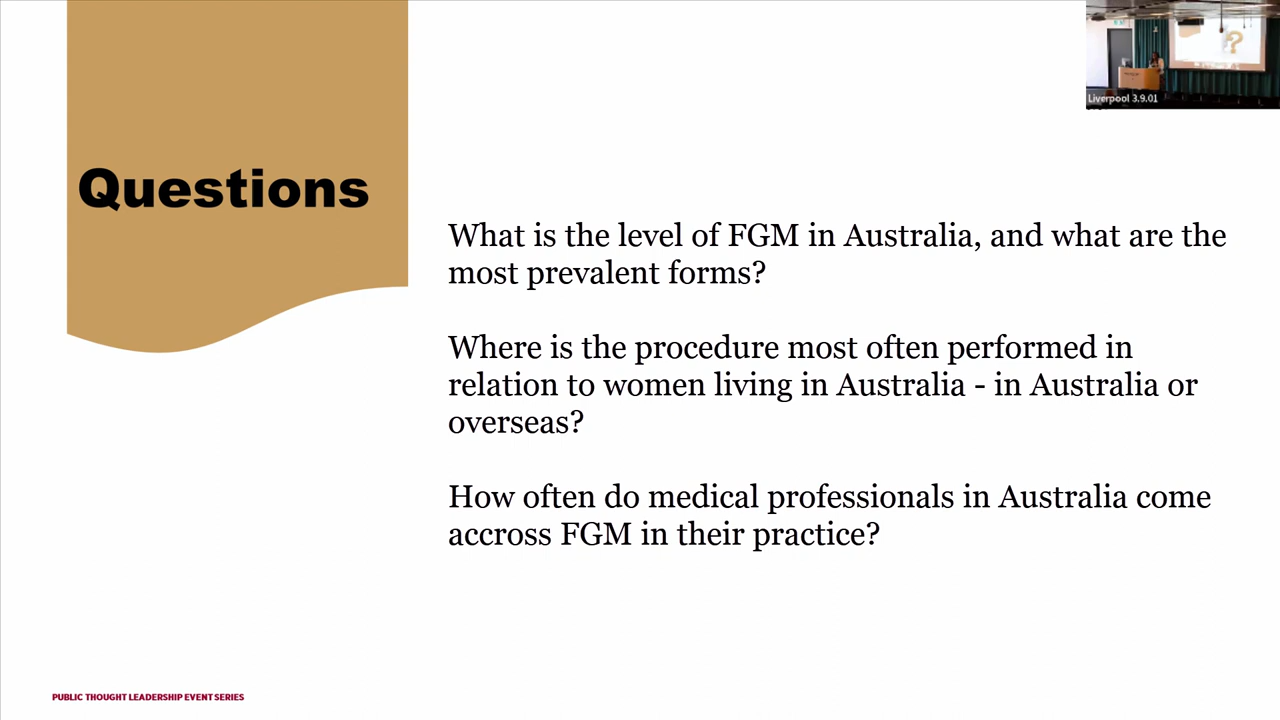 Liverpool 3.9.01
Questions
What is the level of FGM in Australia, and what are the
most prevalent forms?
Where is the procedure most often performed in
relation to women living in Australia - in Australia or
overseas?
How often do medical professionals in Australia come
accross FGM in their practice?
PUBLIC THOUGHT LEADERSHIP EVENT SERIES